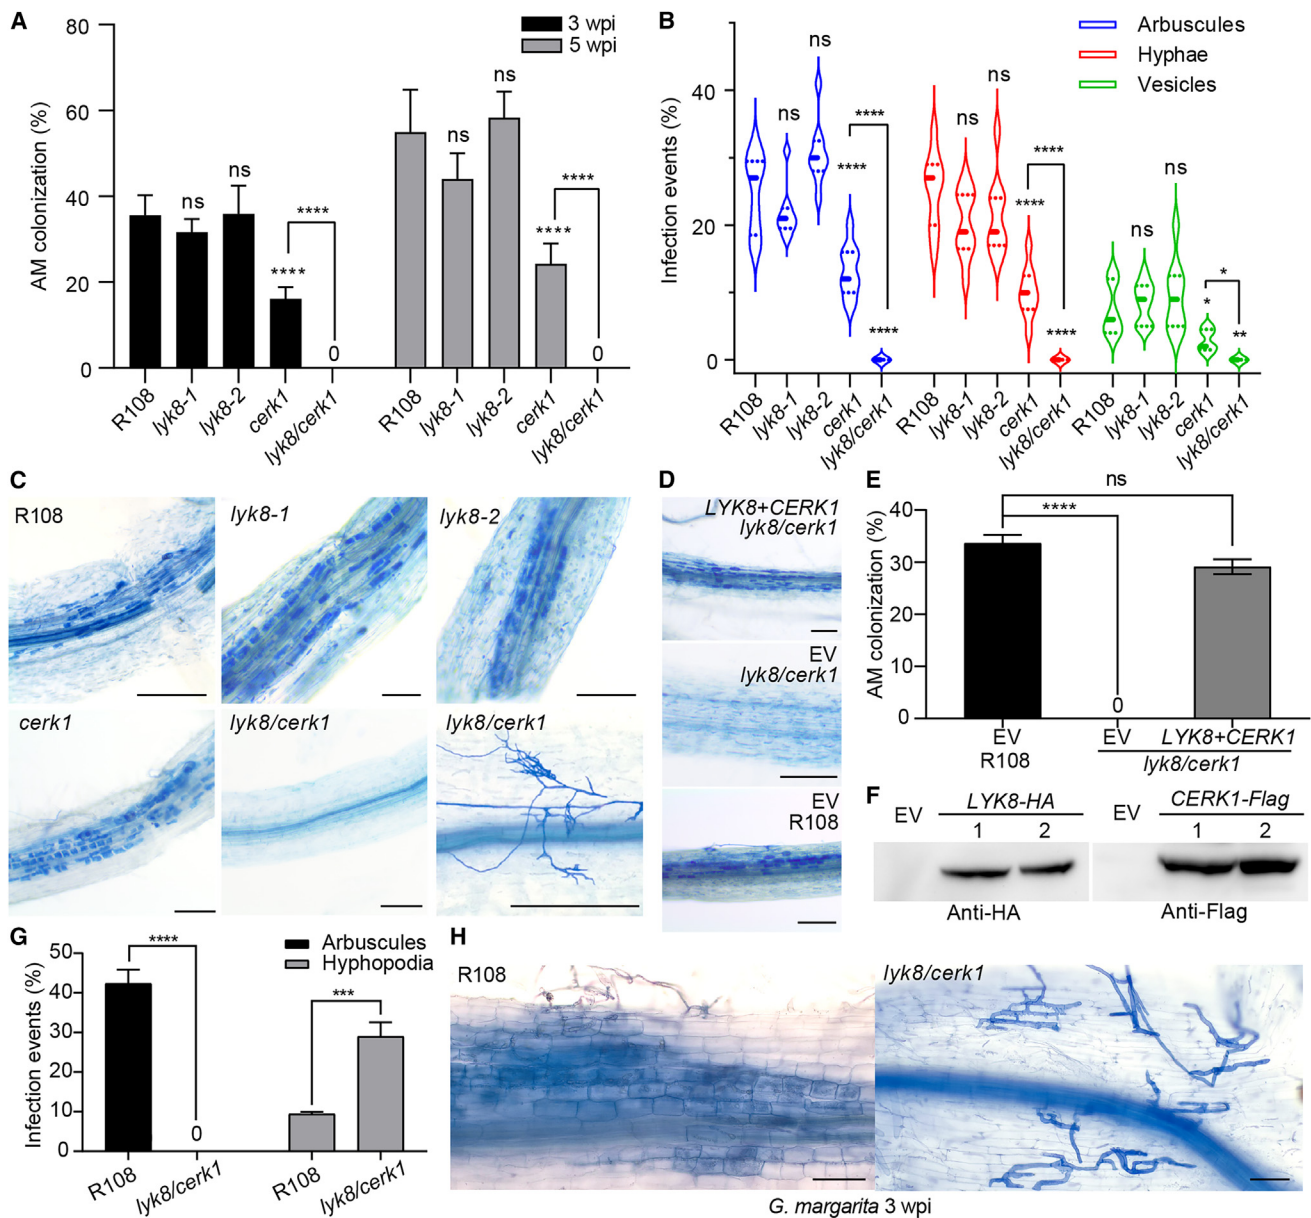 A
AM colonization (%)
80
60
40
20
0
3 wpi
5 wpi
ns
ns
****
****
0
ns
ns
****
****
0
R108
lyk8-1
lyk8-2
cerk1
lyk8/cerk1
R108
lyk8-1
lyk8-2
cerk1
lyk8/cerk1
B
Infection events (%)
40
20
0
Arbuscules
Hyphae
Vesicles
ns
ns
****
****
****
ns
ns
****
****
****
ns
ns
*
*
**
R108
lyk8-1
lyk8-2
cerk1
lyk8/cerk1
R108
lyk8-1
lyk8-2
cerk1
lyk8/cerk1
R108
lyk8-1
lyk8-2
cerk1
lyk8/cerk1
C
R108
lyk8-1
lyk8-2
cerk1
lyk8/cerk1
lyk8/cerk1
D
LYK8+CERK1
lyk8/cerk1
EV
lyk8/cerk1
EV
R108
E
AM colonization (%)
40
30
20
10
0
ns
****
0
EV
R108
EV
LYK8+CERK1
lyk8/cerk1
F
EV
LYK8-HA
1 2
Anti-HA
EV
CERK1-Flag
1 2
Anti-Flag
G
Infection events (%)
50
40
30
20
10
0
Arbuscules
Hyphopodia
****
0
***
R108
lyk8/cerk1
R108
lyk8/cerk1
H
R108
lyk8/cerk1
G. margarita 3 wpi